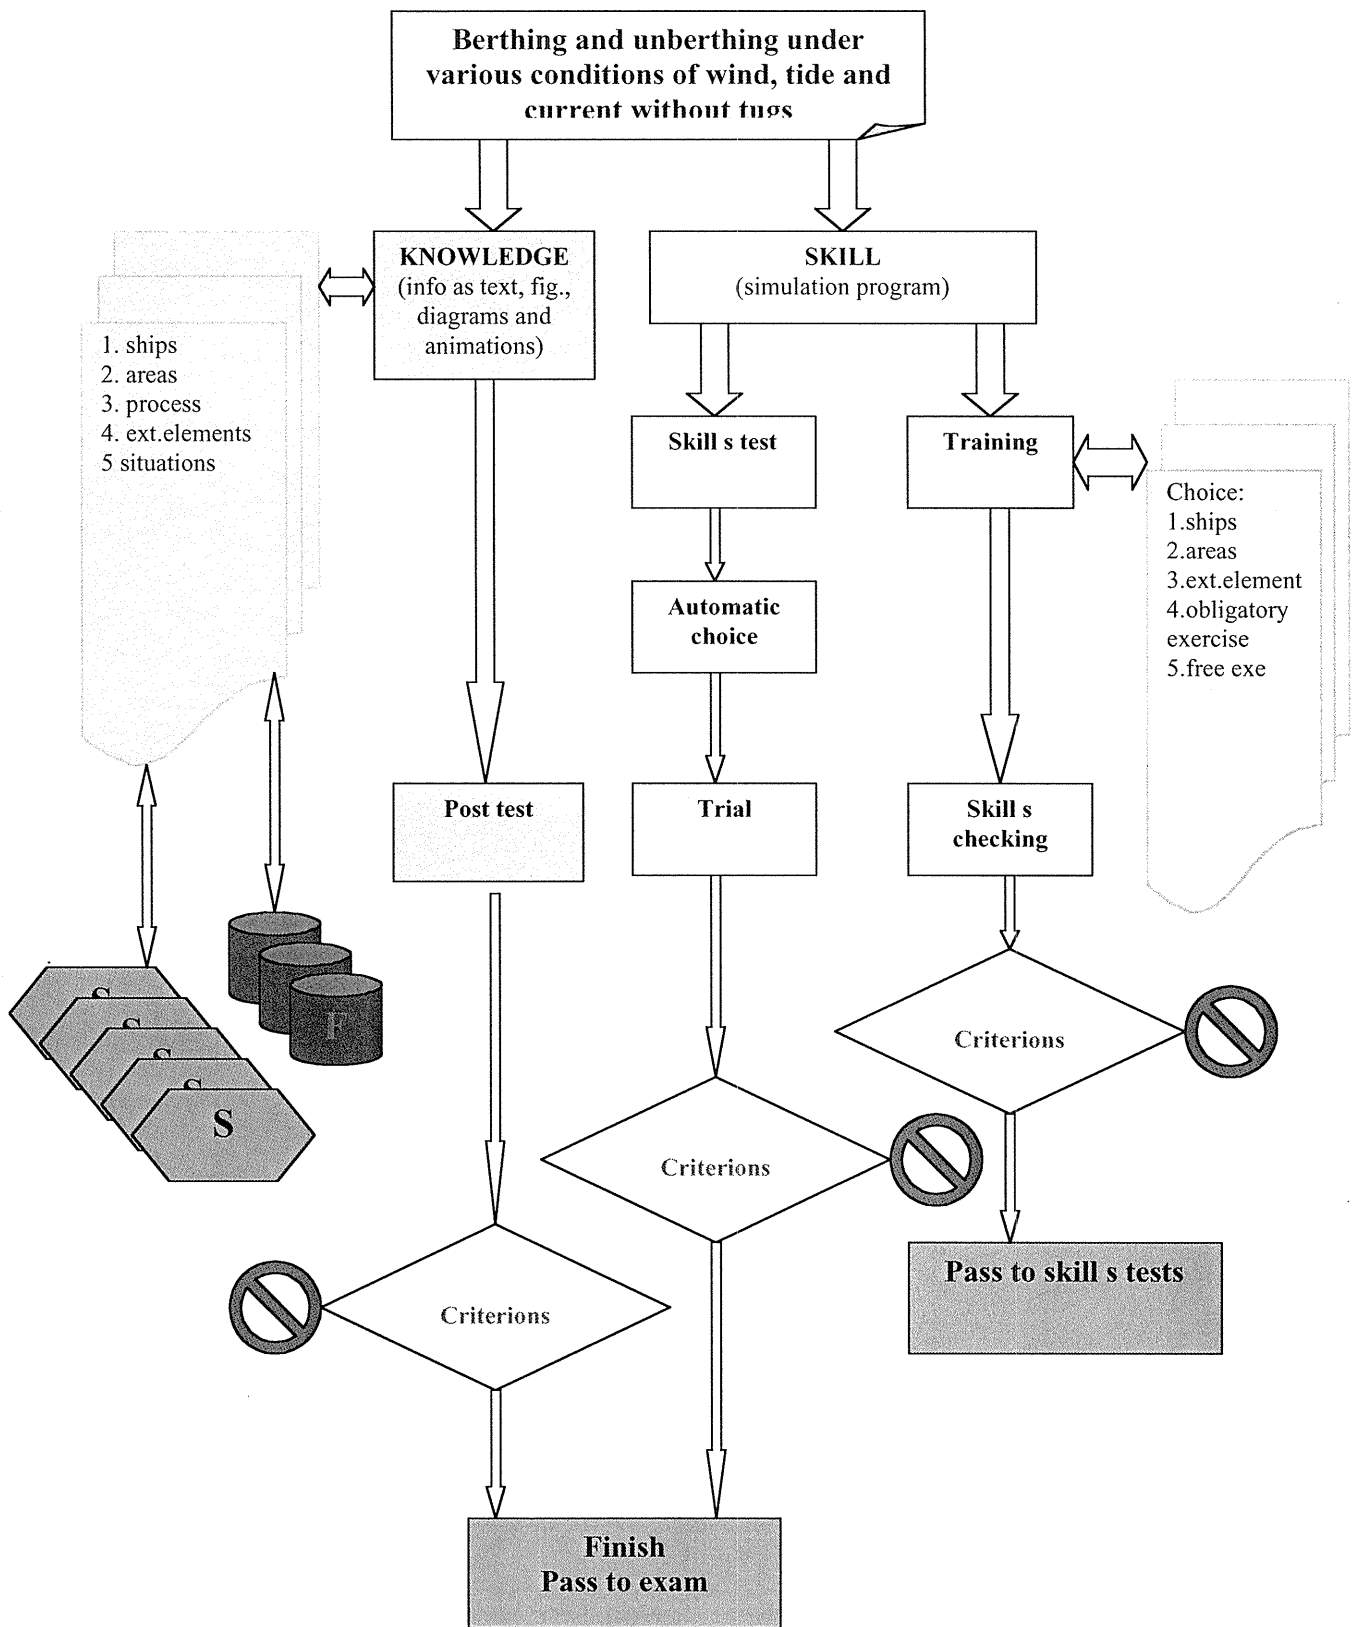 Berthing and unberthing under
various conditions of wind, tide and
current without tugs
KNOWLEDGE
(info as text, fig.,
diagrams and
animations)
SKILL
(simulation program)
1. ships
2. areas
3. process
4. ext.elements
5 situations
Skill s test
Training
Choice:
1.ships
2.areas
3.ext.element
4.obligatory
exercise
5.free exe
Automatic
choice
Post test
Trial
Skill s
checking
S
S
S
S
S
F
Criterions
Criterions
Criterions
Pass to skill s tests
Finish
Pass to exam